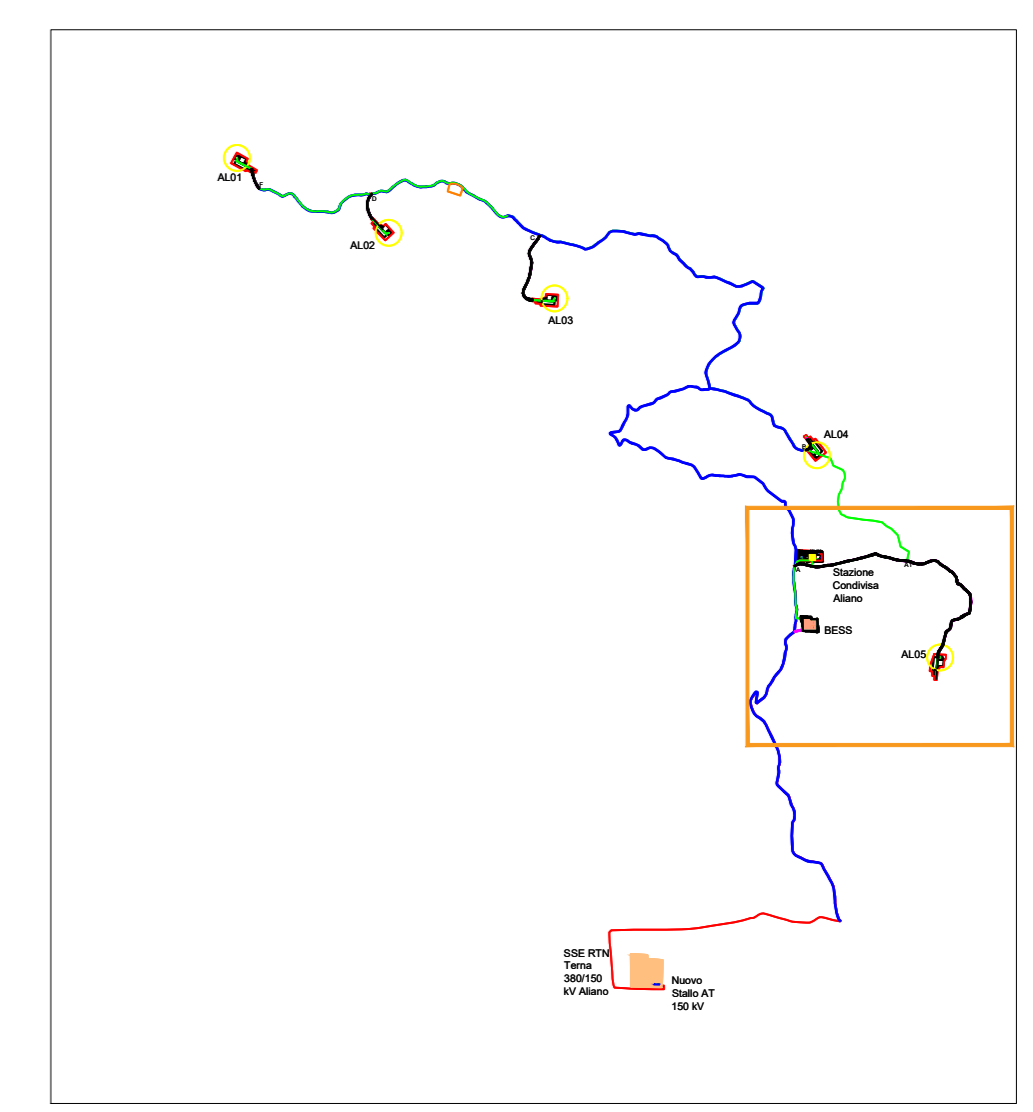 AL01
E
D
AL02
C
AL03
AL04
B
A
A1
Stazione
Condivisa
Aliano
BESS
AL05
SSE RTN
Terna
380/150
kV Aliano
Nuovo
Stallo AT
150 kV